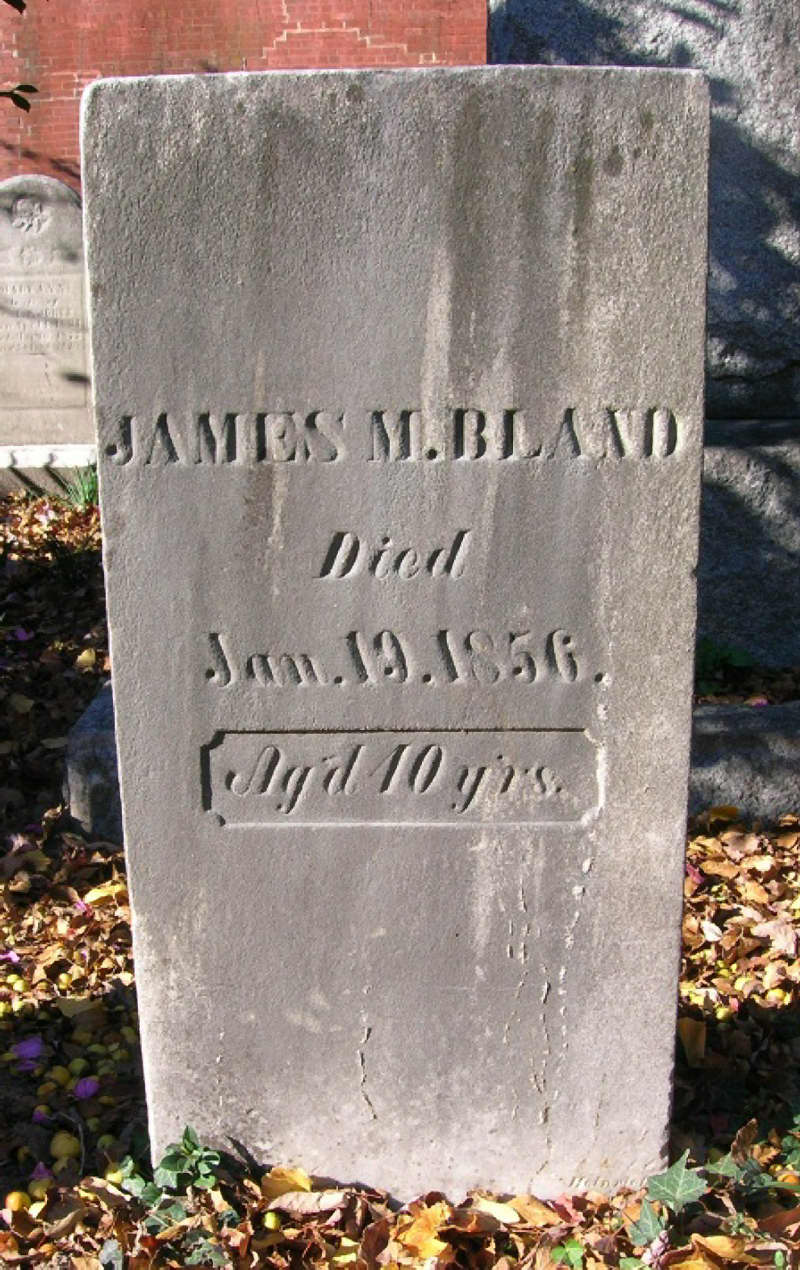 JAMES M. BLAND
Died
Jan. 19. 1856.
Ag'd 10 yrs.